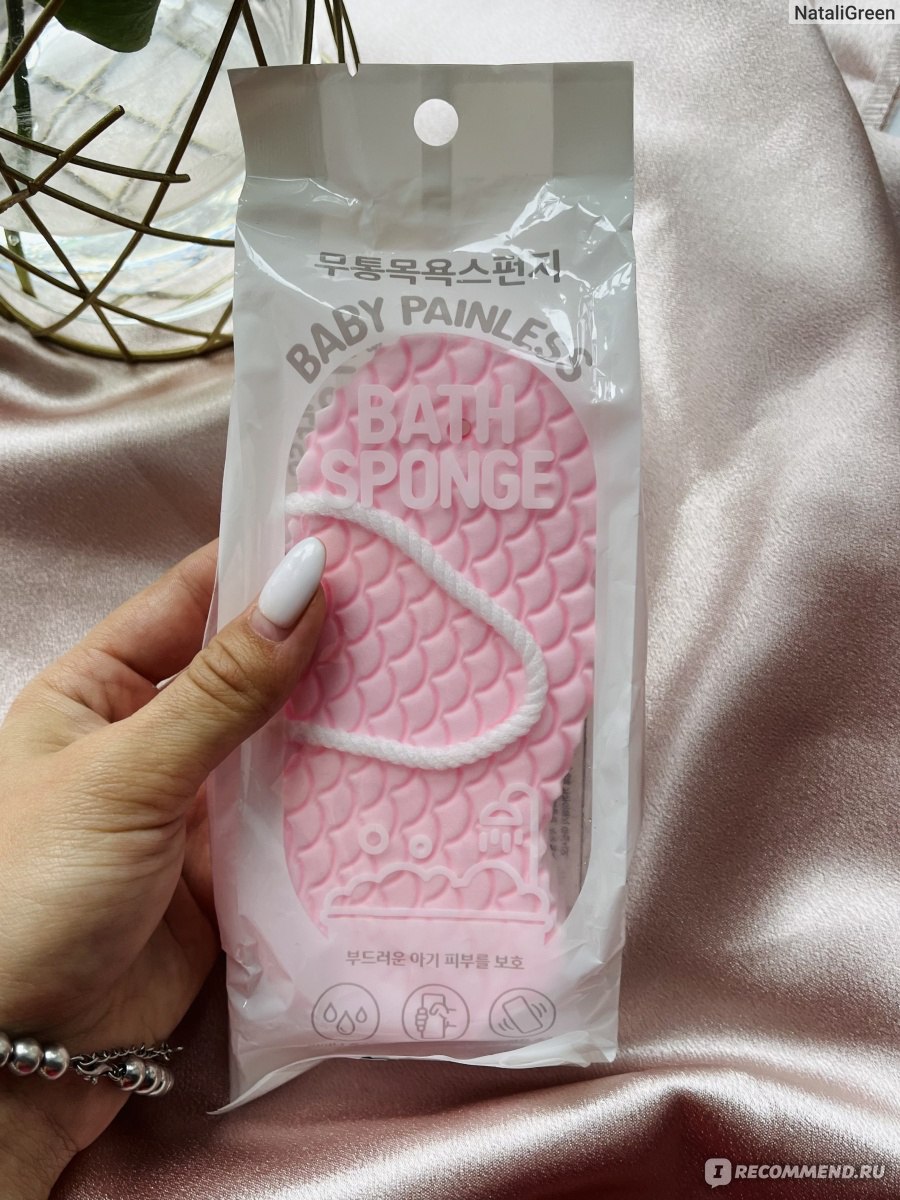 NataliGreen
무통목욕스펀지
BABY PAINLESS
BATH
SPONGE
부드러운 아기 피부를 보호
IRECOMMEND.RU